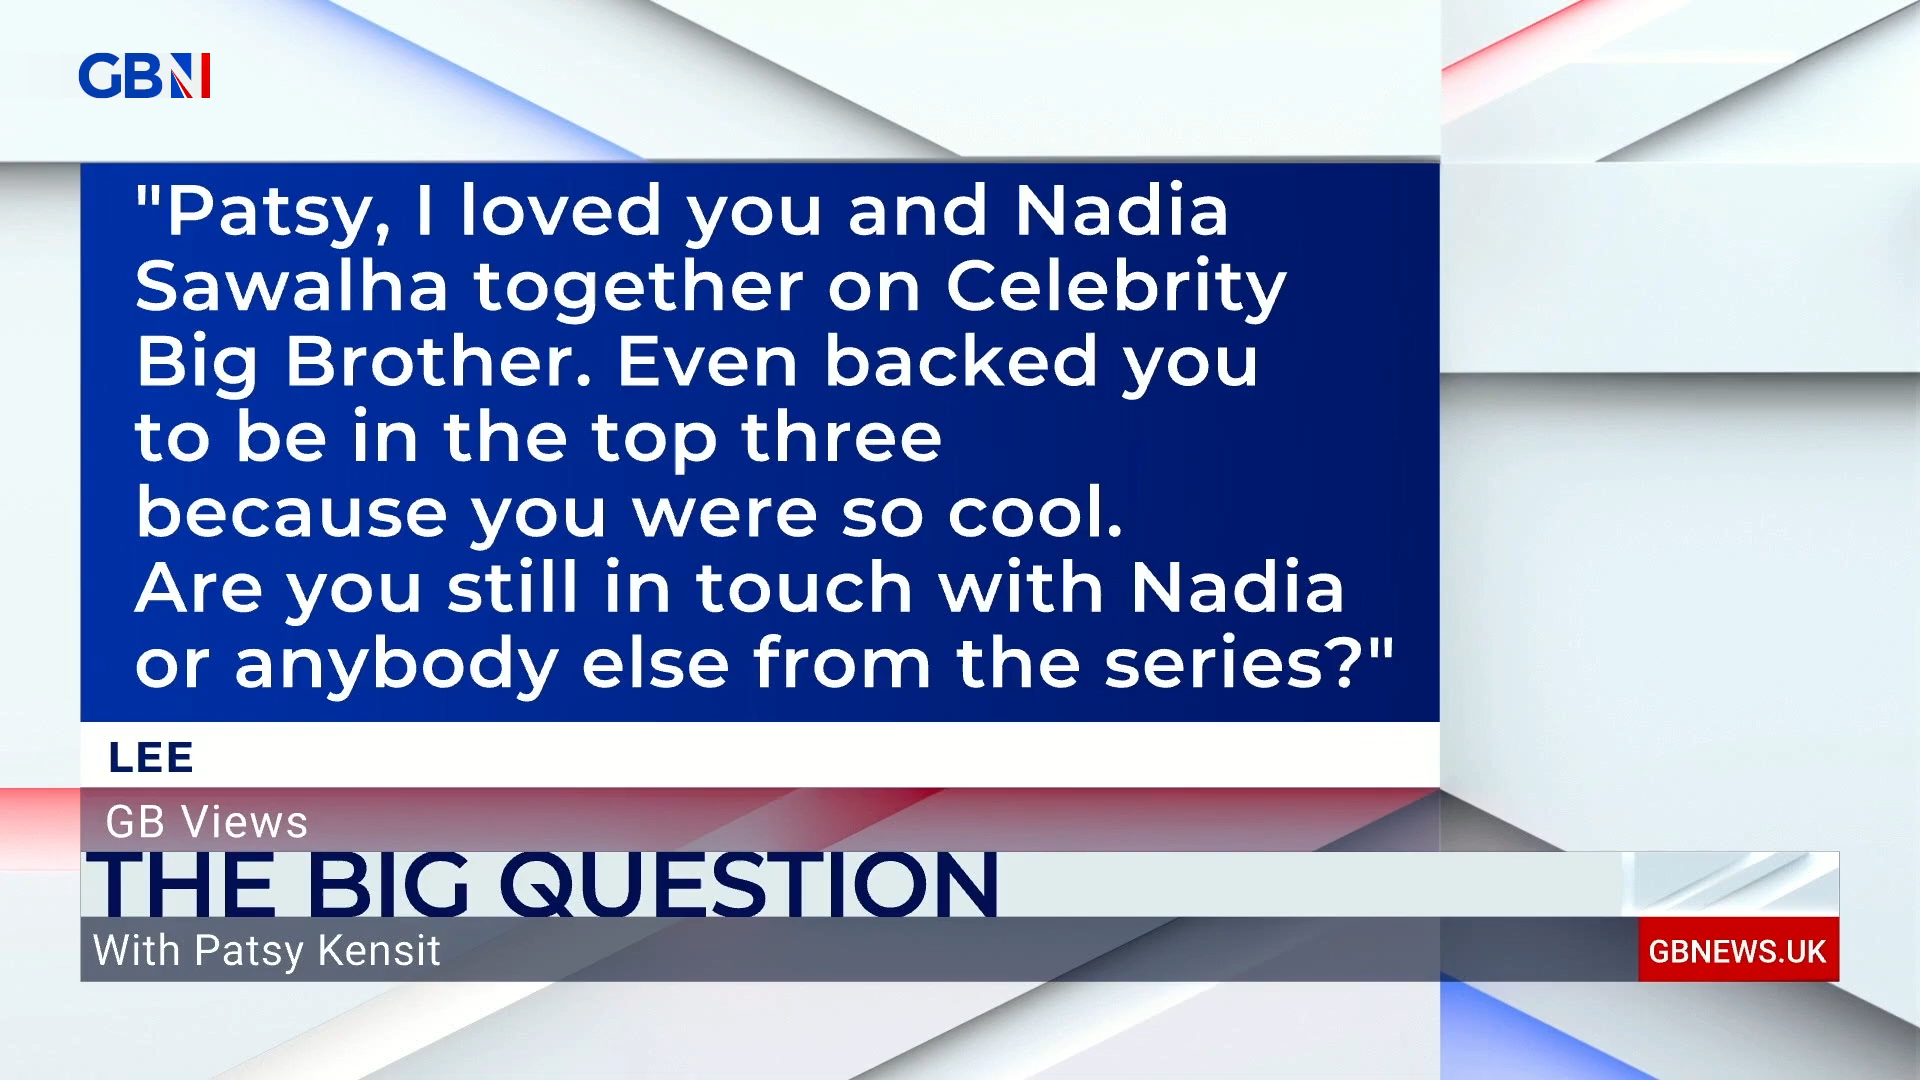 GBN
"Patsy, I loved you and Nadia
Sawalha together on Celebrity
Big Brother. Even backed you
to be in the top three
because you were so cool.
Are you still in touch with Nadia
or anybody else from the series?"
LEE
GB Views
THE BIG QUESTION
With Patsy Kensit
GBNEWS.UK